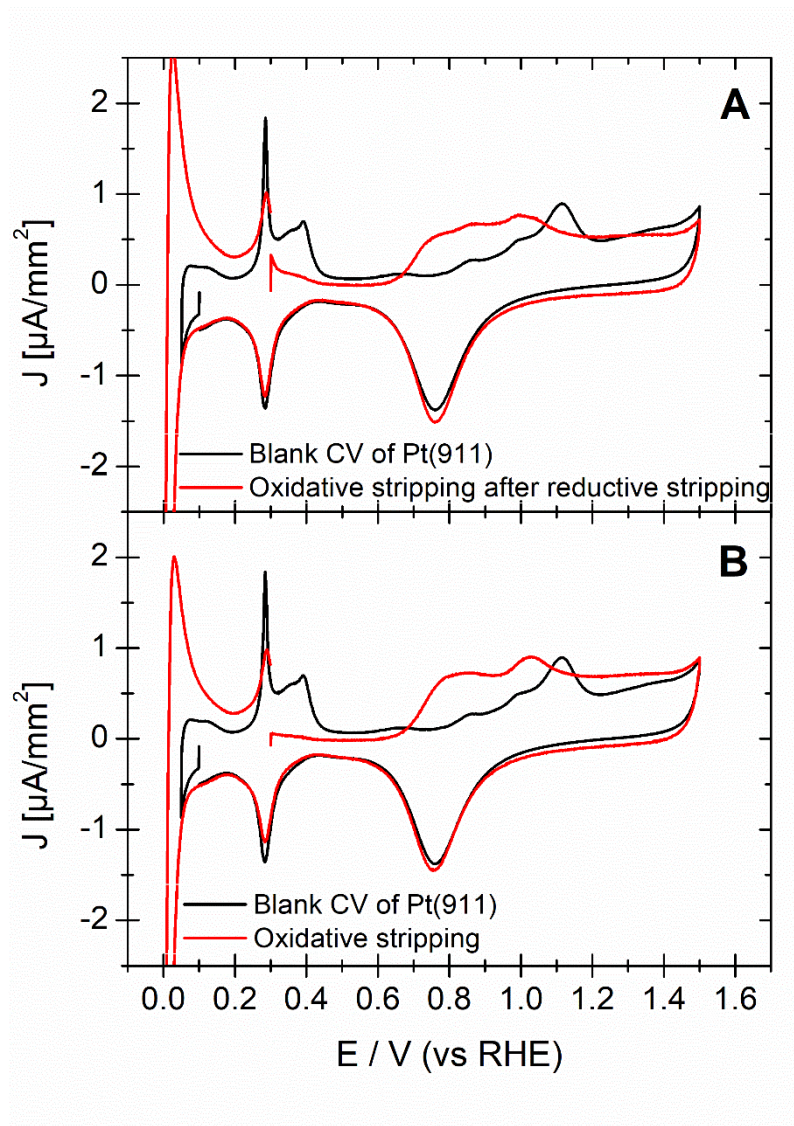 A
2
1
0
-1
-2
J [µA/mm²]
Blank CV of Pt(911)
Oxidative stripping after reductive stripping
B
2
1
0
-1
-2
J [µA/mm²]
Blank CV of Pt(911)
Oxidative stripping
0.0 0.2 0.4 0.6 0.8 1.0 1.2 1.4 1.6
E / V (vs RHE)